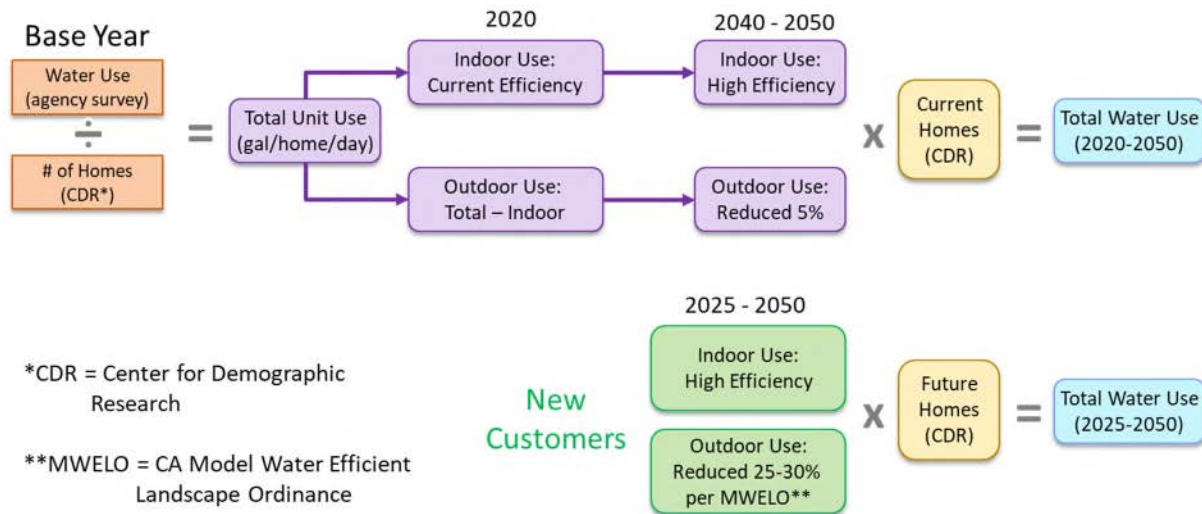 Base Year
Water Use
(agency survey)
÷
# of Homes
(CDR*)
=
Total Unit Use
(gal/home/day)
2020
Indoor Use:
Current Efficiency
Outdoor Use:
Total – Indoor
2040 - 2050
Indoor Use:
High Efficiency
Outdoor Use:
Reduced 5%
x
Current
Homes
(CDR)
=
Total Water Use
(2020-2050)
*CDR = Center for Demographic
Research
**MWELO = CA Model Water Efficient
Landscape Ordinance
New
Customers
2025 - 2050
Indoor Use:
High Efficiency
Outdoor Use:
Reduced 25-30%
per MWELO**
x
Future
Homes
(CDR)
=
Total Water Use
(2025-2050)